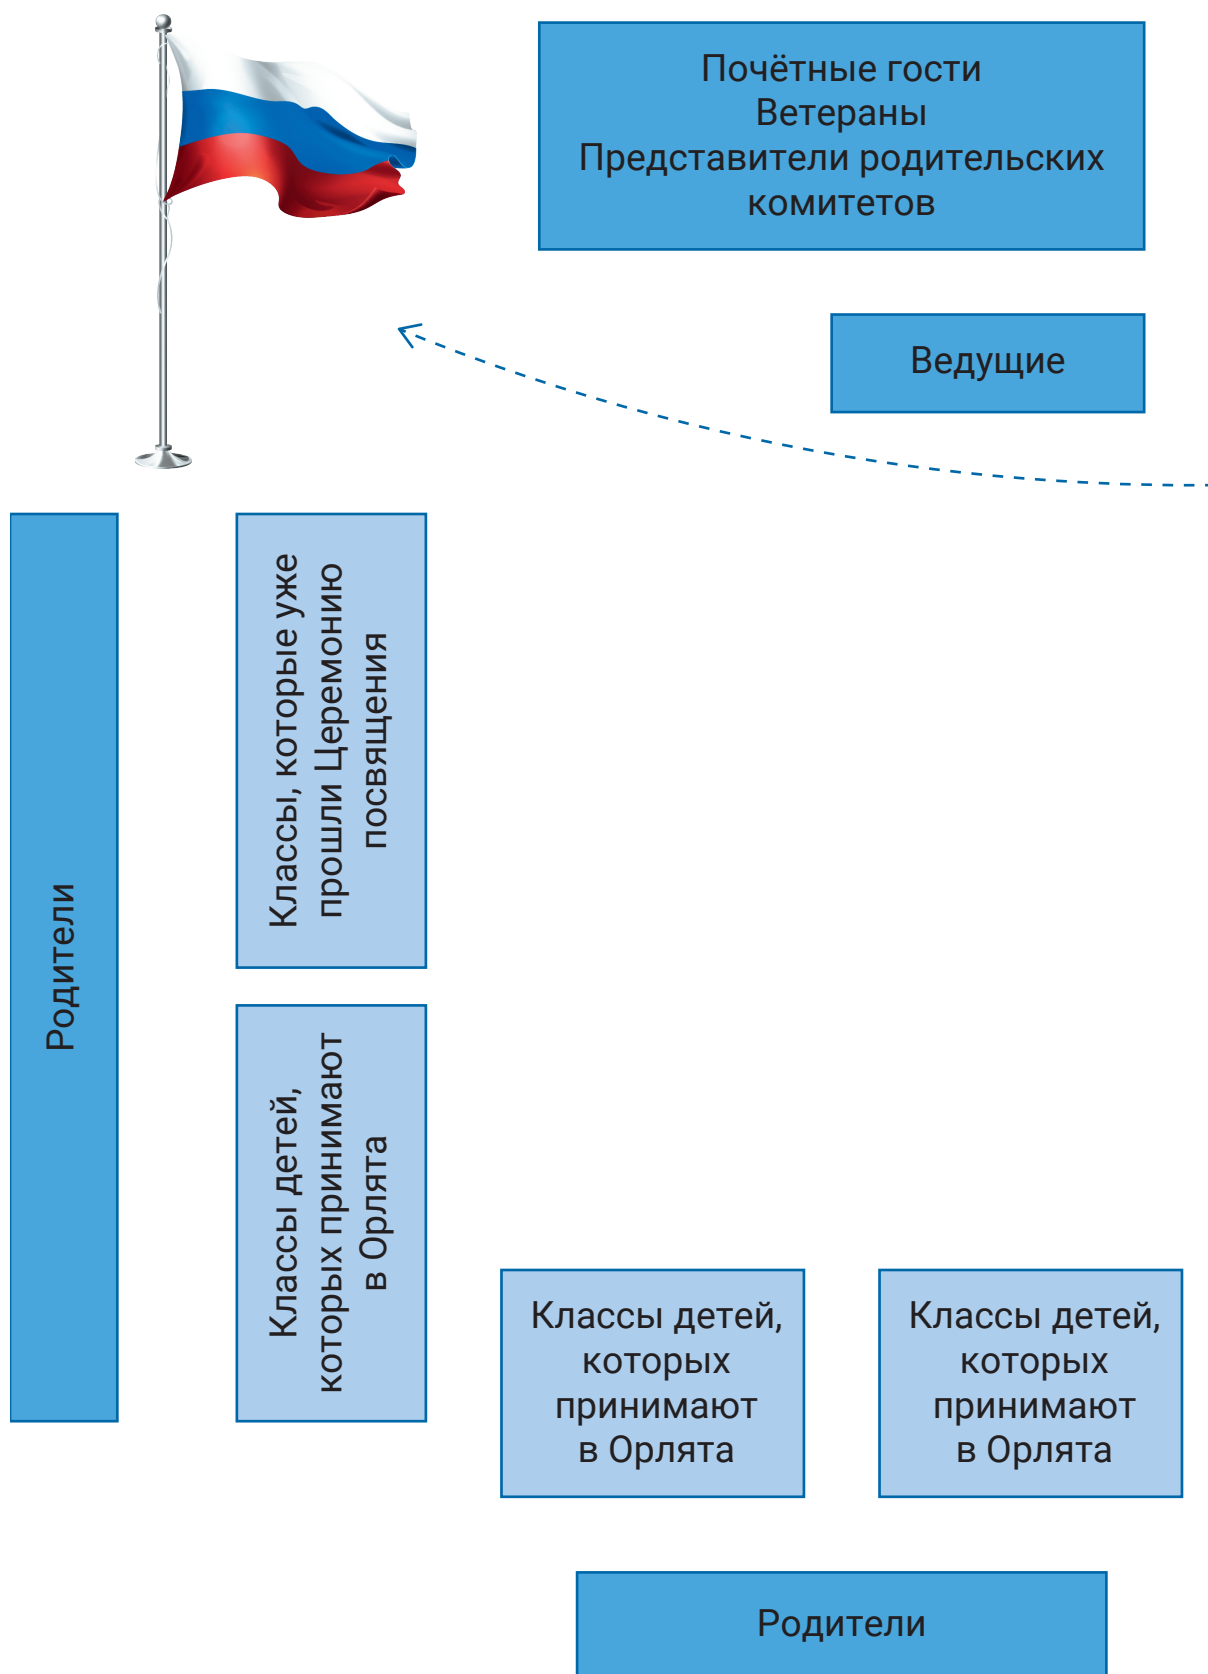 Почётные гости
Ветераны
Представители родительских
комитетов
Ведущие
Родители
Классы, которые уже
прошли Церемонию
посвящения
Классы детей,
которых принимают
в Орлята
Классы детей,
которых
принимают
в Орлята
Классы детей,
которых
принимают
в Орлята
Родители